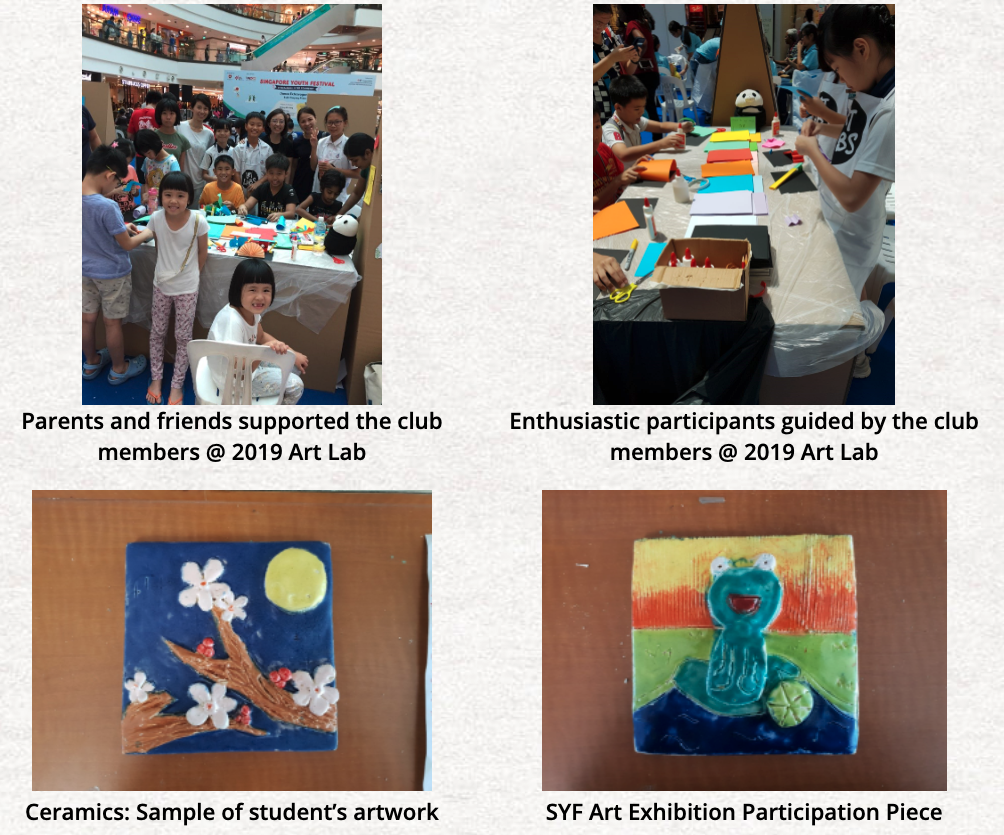 SINGAPORE YOUTH FESTIVAL
Parents and friends supported the club
members @ 2019 Art Lab
Enthusiastic participants guided by the club
members @ 2019 Art Lab
Ceramics: Sample of student’s artwork
SYF Art Exhibition Participation Piece